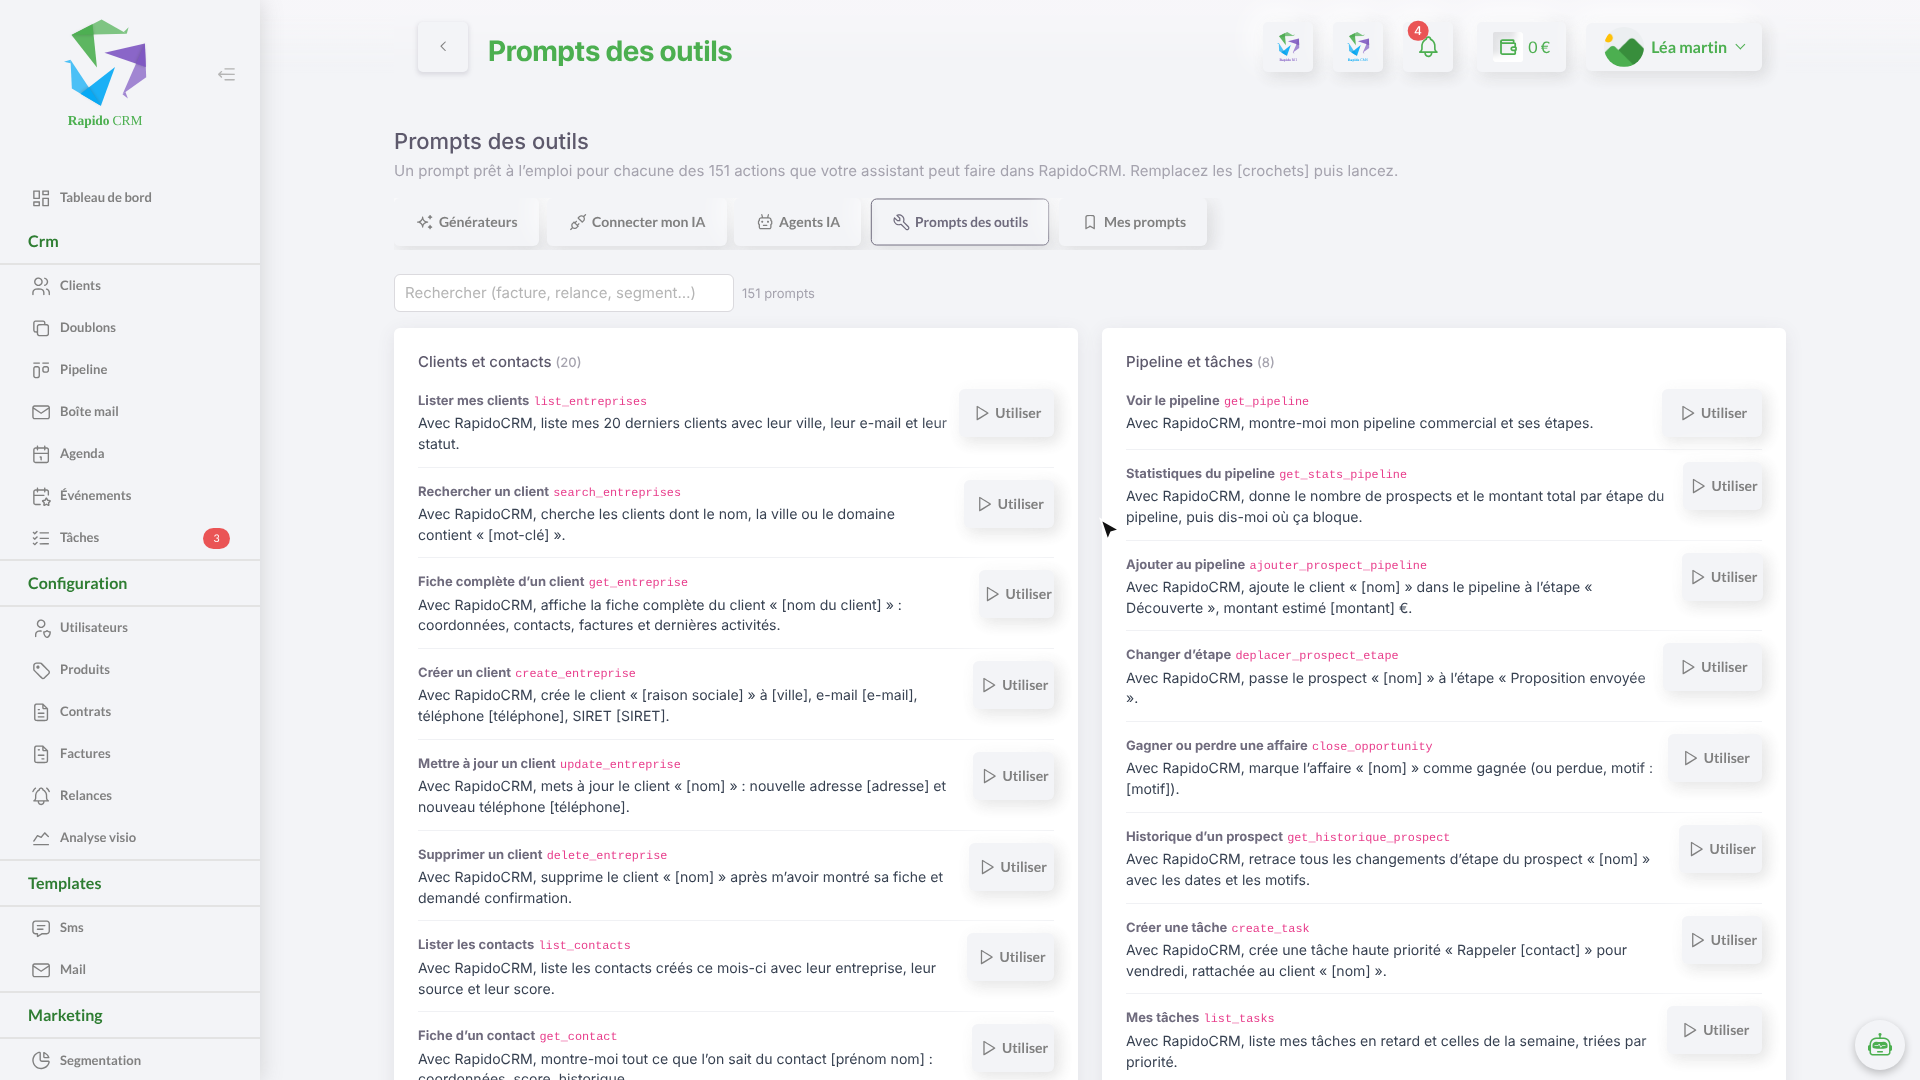 Rapido CRM
Tableau de bord
Crm
Clients
Doublons
Pipeline
Boîte mail
Agenda
Événements
Tâches
3
Configuration
Utilisateurs
Produits
Contrats
Factures
Relances
Analyse visio
Templates
Sms
Mail
Marketing
Segmentation
Prompts des outils
4
0 €
Léa martin
Prompts des outils
Un prompt prêt à l’emploi pour chacune des 151 actions que votre assistant peut faire dans RapidoCRM. Remplacez les [crochets] puis lancez.
Générateurs
Connecter mon IA
Agents IA
Prompts des outils
Mes prompts
Rechercher (facture, relance, segment...)
151 prompts
Clients et contacts (20)
Lister mes clients list_entreprises
Avec RapidoCRM, liste mes 20 derniers clients avec leur ville, leur e-mail et leur
statut.
Utiliser
Rechercher un client search_entreprises
Avec RapidoCRM, cherche les clients dont le nom, la ville ou le domaine
contient « [mot-clé] ».
Utiliser
Fiche complète d’un client get_entreprise
Avec RapidoCRM, affiche la fiche complète du client « [nom du client] » :
coordonnées, contacts, factures et dernières activités.
Utiliser
Créer un client create_entreprise
Avec RapidoCRM, crée le client « [raison sociale] » à [ville], e-mail [e-mail],
téléphone [téléphone], SIRET [SIRET].
Utiliser
Mettre à jour un client update_entreprise
Avec RapidoCRM, mets à jour le client « [nom] » : nouvelle adresse [adresse] et
nouveau téléphone [téléphone].
Utiliser
Supprimer un client delete_entreprise
Avec RapidoCRM, supprime le client « [nom] » après m’avoir montré sa fiche et
demandé confirmation.
Utiliser
Lister les contacts list_contacts
Avec RapidoCRM, liste les contacts créés ce mois-ci avec leur entreprise, leur
source et leur score.
Utiliser
Fiche d’un contact get_contact
Avec RapidoCRM, montre-moi tout ce que l’on sait du contact [prénom nom] :
coordonnées, score, historique.
Utiliser
Pipeline et tâches (8)
Voir le pipeline get_pipeline
Avec RapidoCRM, montre-moi mon pipeline commercial et ses étapes.
Utiliser
Statistiques du pipeline get_stats_pipeline
Avec RapidoCRM, donne le nombre de prospects et le montant total par étape du
pipeline, puis dis-moi où ça bloque.
Utiliser
Ajouter au pipeline ajouter_prospect_pipeline
Avec RapidoCRM, ajoute le client « [nom] » dans le pipeline à l’étape «
Découverte », montant estimé [montant] €.
Utiliser
Changer d’étape deplacer_prospect_etape
Avec RapidoCRM, passe le prospect « [nom] » à l’étape « Proposition envoyée
».
Utiliser
Gagner ou perdre une affaire close_opportunity
Avec RapidoCRM, marque l’affaire « [nom] » comme gagnée (ou perdue, motif :
[motif]).
Utiliser
Historique d’un prospect get_historique_prospect
Avec RapidoCRM, retrace tous les changements d’étape du prospect « [nom] »
avec les dates et les motifs.
Utiliser
Créer une tâche create_task
Avec RapidoCRM, crée une tâche haute priorité « Rappeler [contact] » pour
vendredi, rattachée au client « [nom] ».
Utiliser
Mes tâches list_tasks
Avec RapidoCRM, liste mes tâches en retard et celles de la semaine, triées par
priorité.
Utiliser